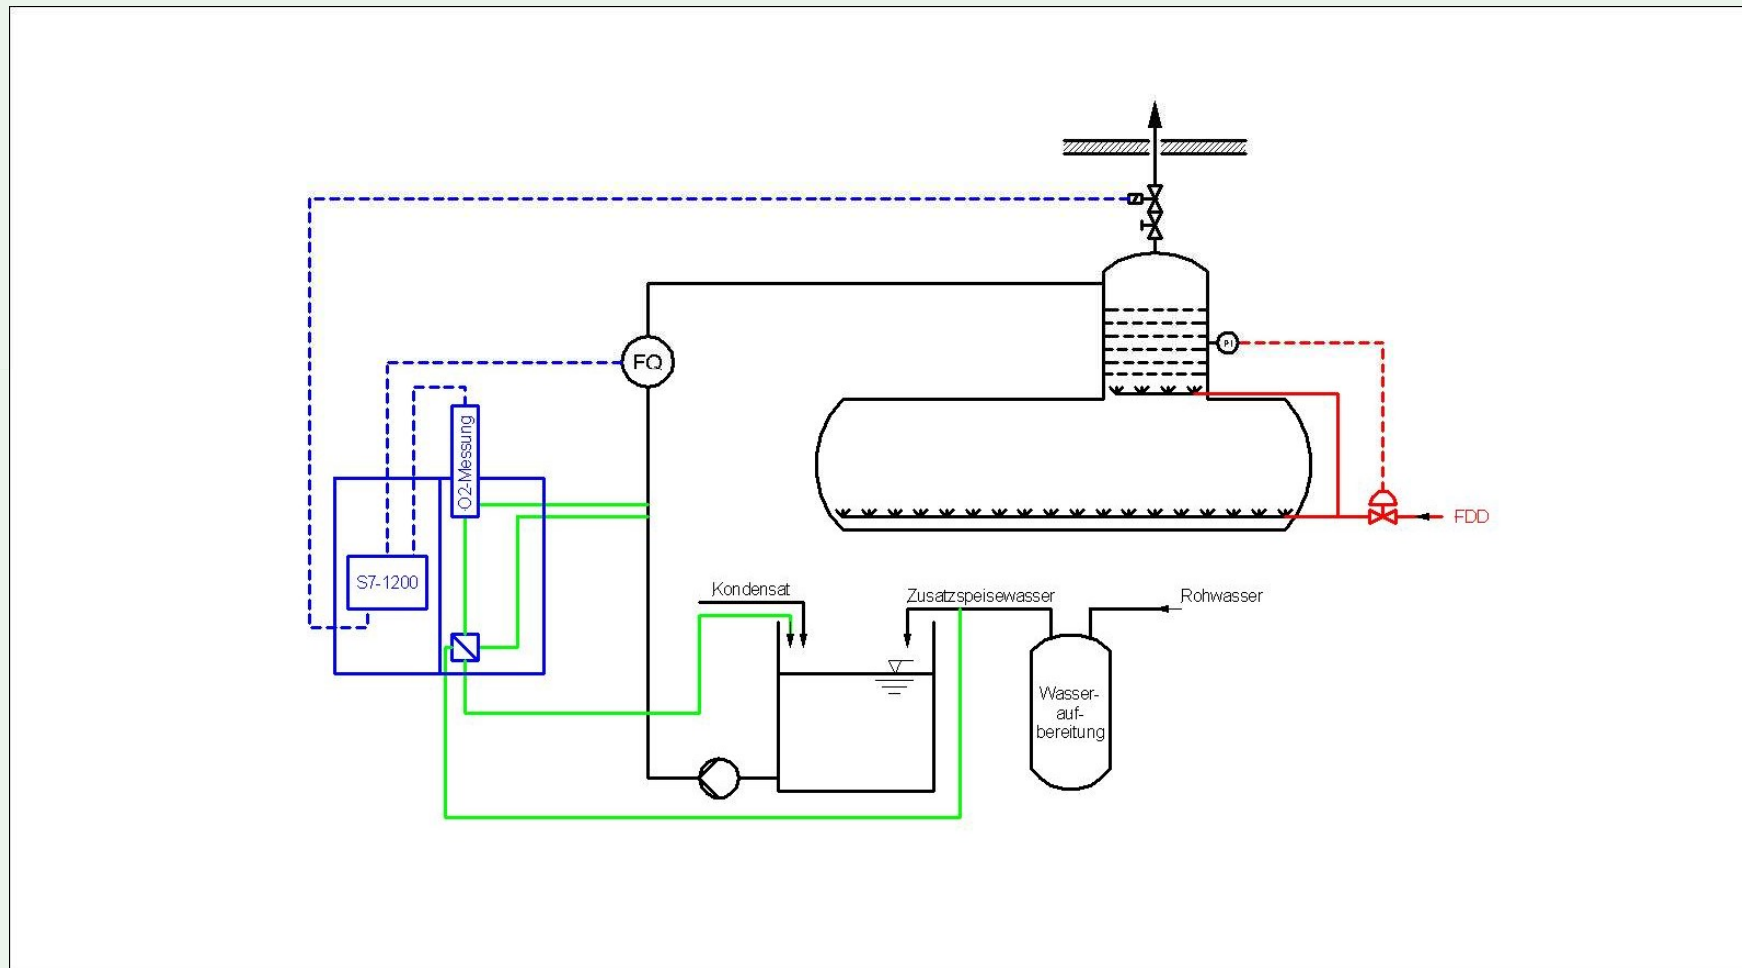 FQ
PI
O2-Messung
FDD
S7-1200
Kondensat
Zusatzspeisewasser
Rohwasser
Wasser-
auf-
bereitung